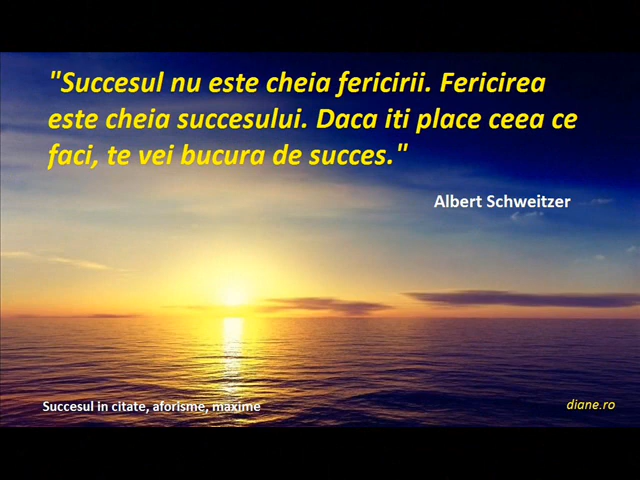 "Succesul nu este cheia fericirii. Fericirea
este cheia succesului. Daca iti place ceea ce
faci, te vei bucura de succes."
Albert Schweitzer
Succesul in citate, aforisme, maxime
diane.ro